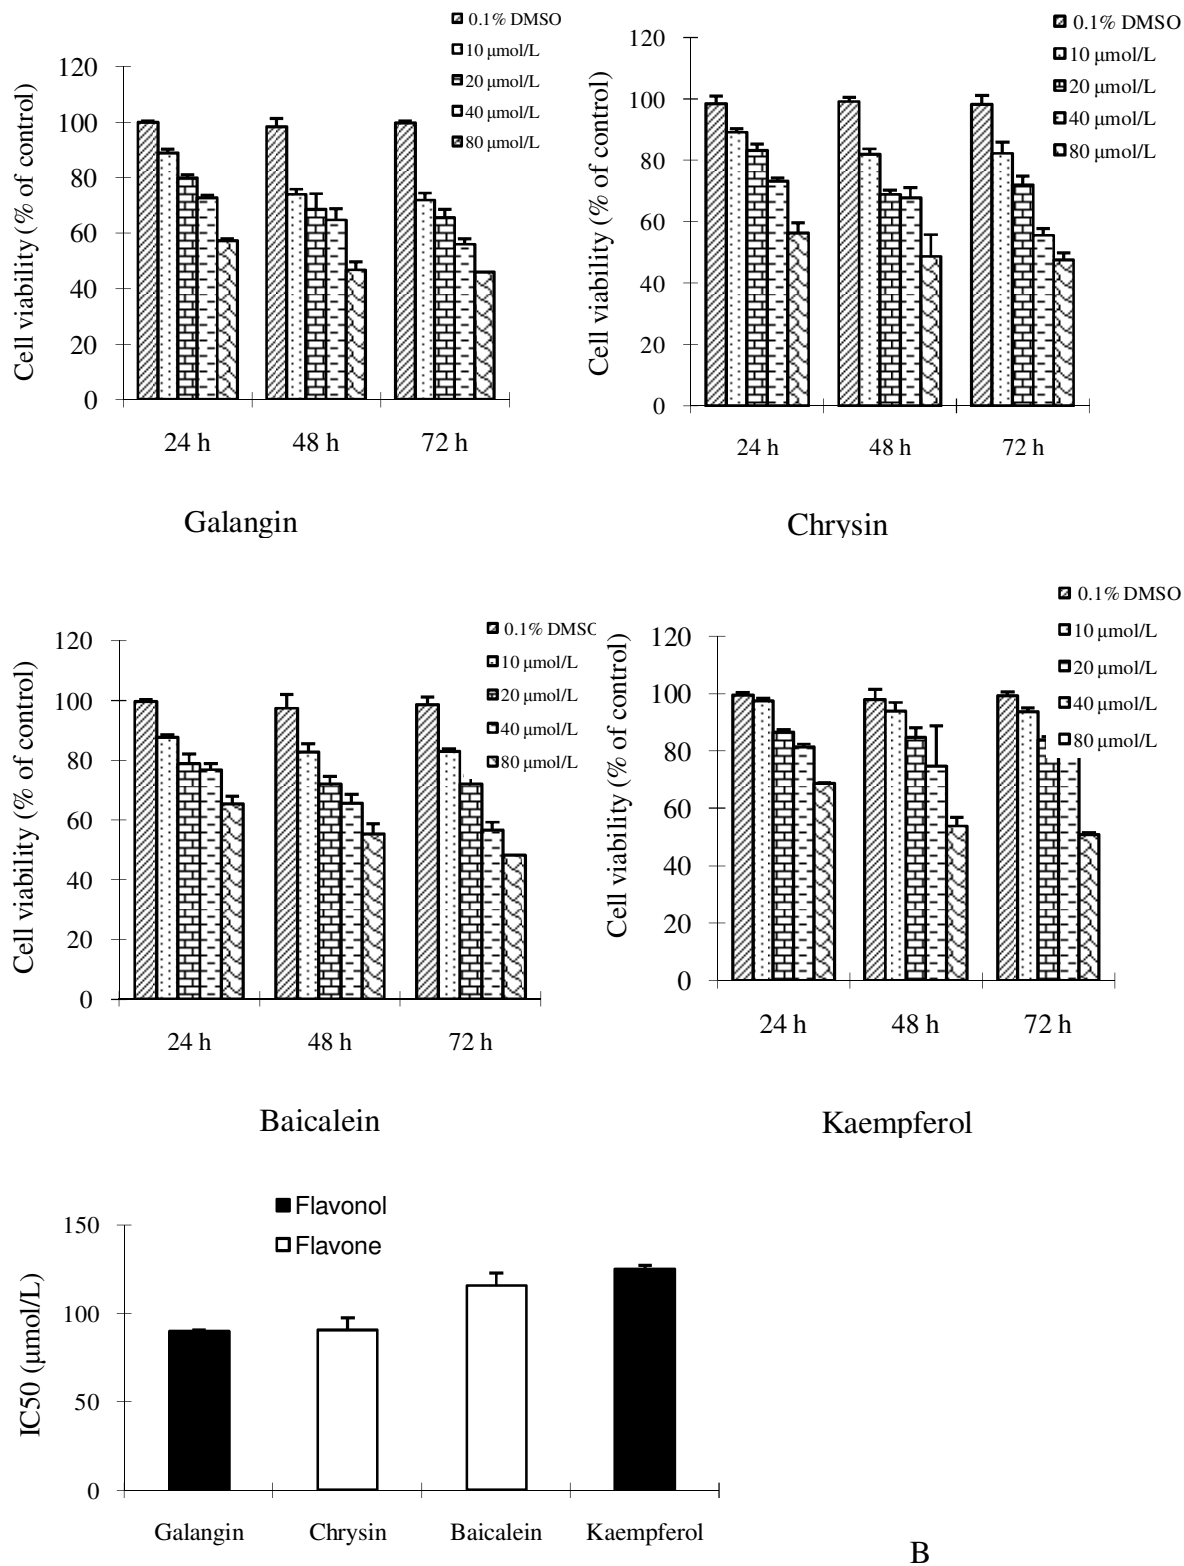 0.1% DMSO
10 μmol/L
20 μmol/L
40 μmol/L
80 μmol/L
Cell viability (% of control)
120
100
80
60
40
20
0
24 h 48 h 72 h
Galangin
0.1% DMSO
10 μmol/L
20 μmol/L
40 μmol/L
80 μmol/L
Cell viability (% of control)
120
100
80
60
40
20
0
24 h 48 h 72 h
Chrysin
0.1% DMSO
10 μmol/L
20 μmol/L
40 μmol/L
80 μmol/L
Cell viability (% of control)
120
100
80
60
40
20
0
24 h 48 h 72 h
Baicalein
0.1% DMSO
10 μmol/L
20 μmol/L
40 μmol/L
80 μmol/L
Cell viability (% of control)
120
100
80
60
40
20
0
24 h 48 h 72 h
Kaempferol
Flavonol
Flavone
IC50 (μmol/L)
150
100
50
0
Galangin Chrysin Baicalein Kaempferol
B